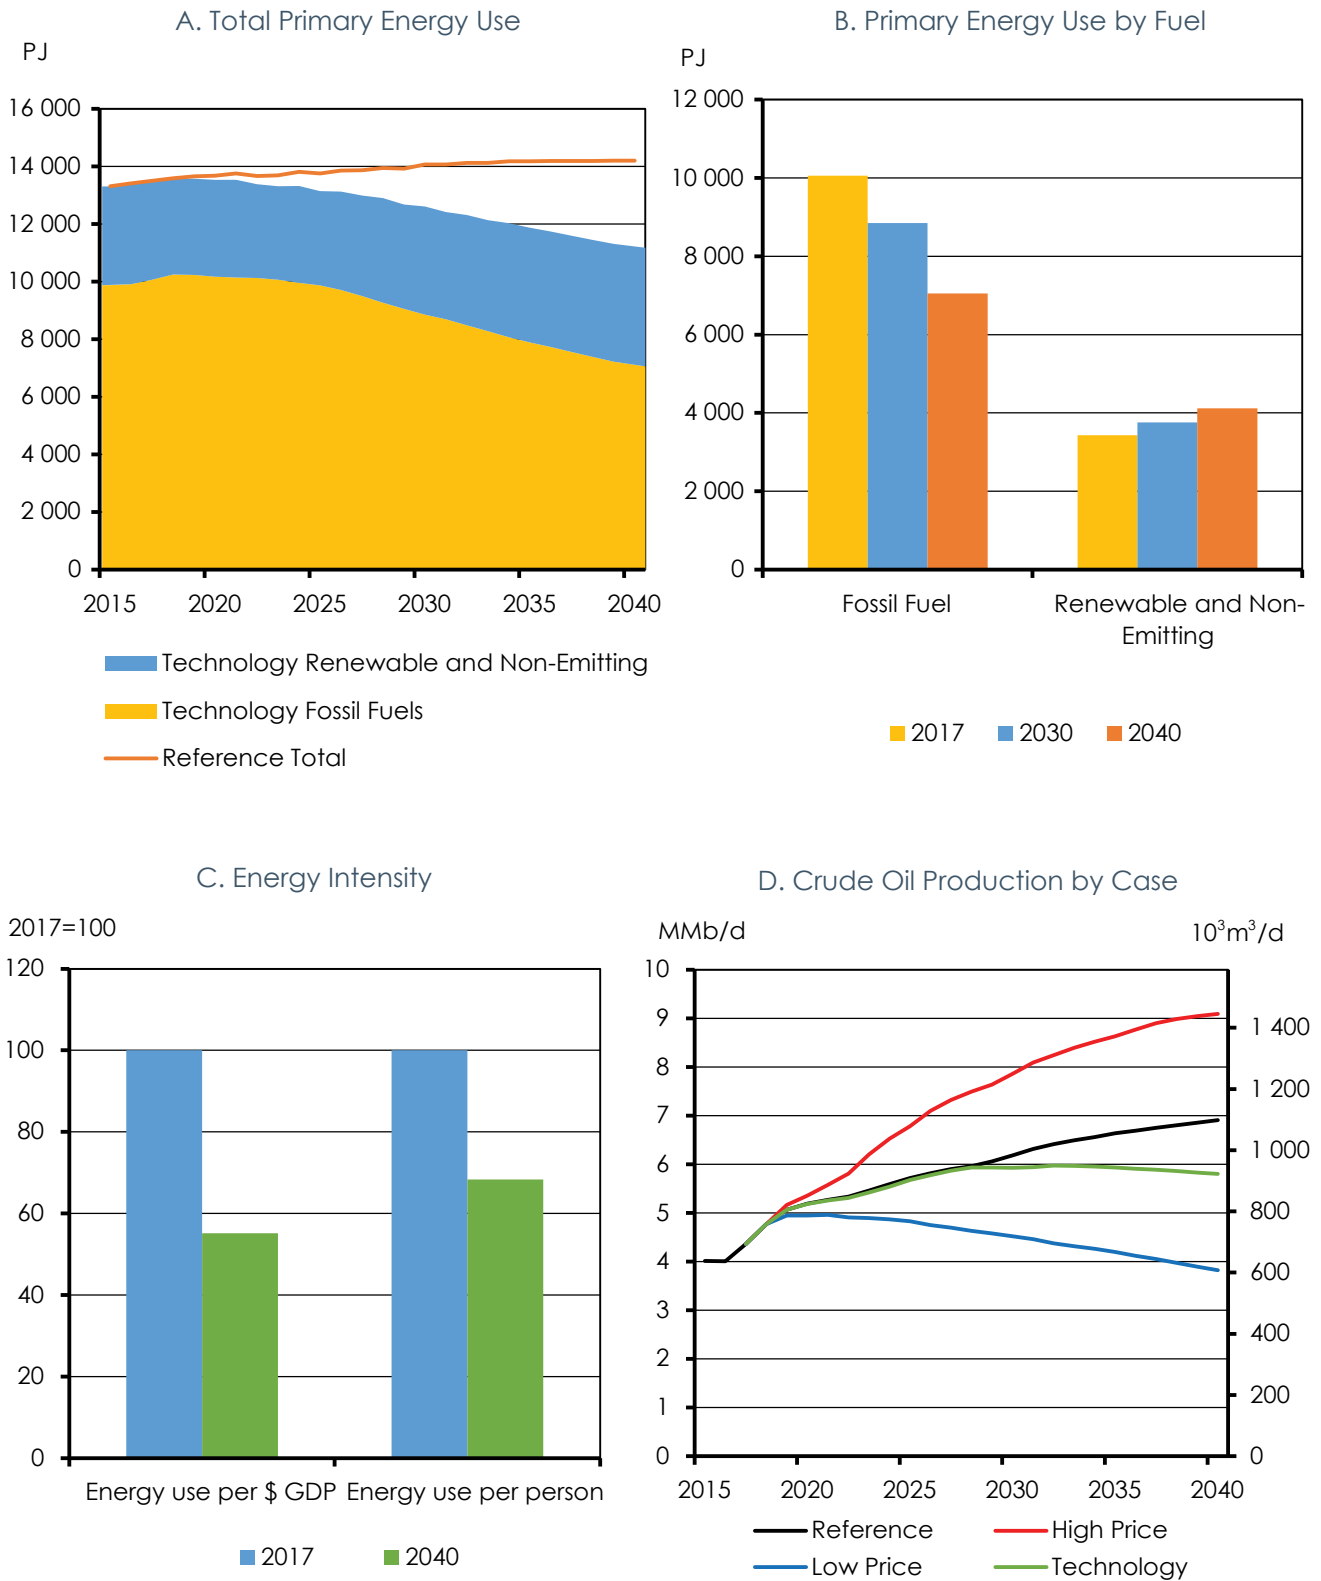 A. Total Primary Energy Use
PJ
16 000
14 000
12 000
10 000
8 000
6 000
4 000
2 000
0
2015 2020 2025 2030 2035 2040
Technology Renewable and Non-Emitting
Technology Fossil Fuels
Reference Total
B. Primary Energy Use by Fuel
PJ
12 000
10 000
8 000
6 000
4 000
2 000
0
Fossil Fuel Renewable and Non-
Emitting
2017 2030 2040
C. Energy Intensity
2017=100
120
100
80
60
40
20
0
Energy use per $ GDP Energy use per person
2017 2040
D. Crude Oil Production by Case
MMb/d 10³m³/d
10
9
8
7
6
5
4
3
2
1
0
1 400
1 200
1 000
800
600
400
200
0
2015 2020 2025 2030 2035 2040
Reference High Price
Low Price Technology